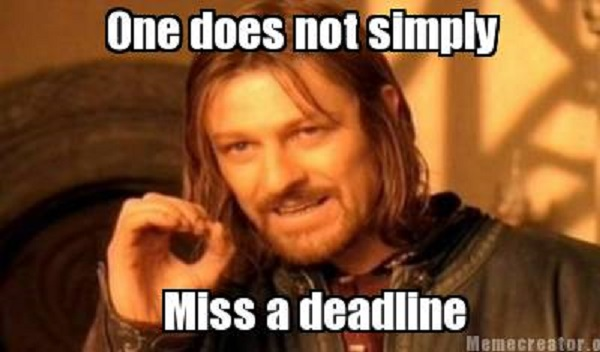 One does not simply
Miss a deadline
Memecreator.o